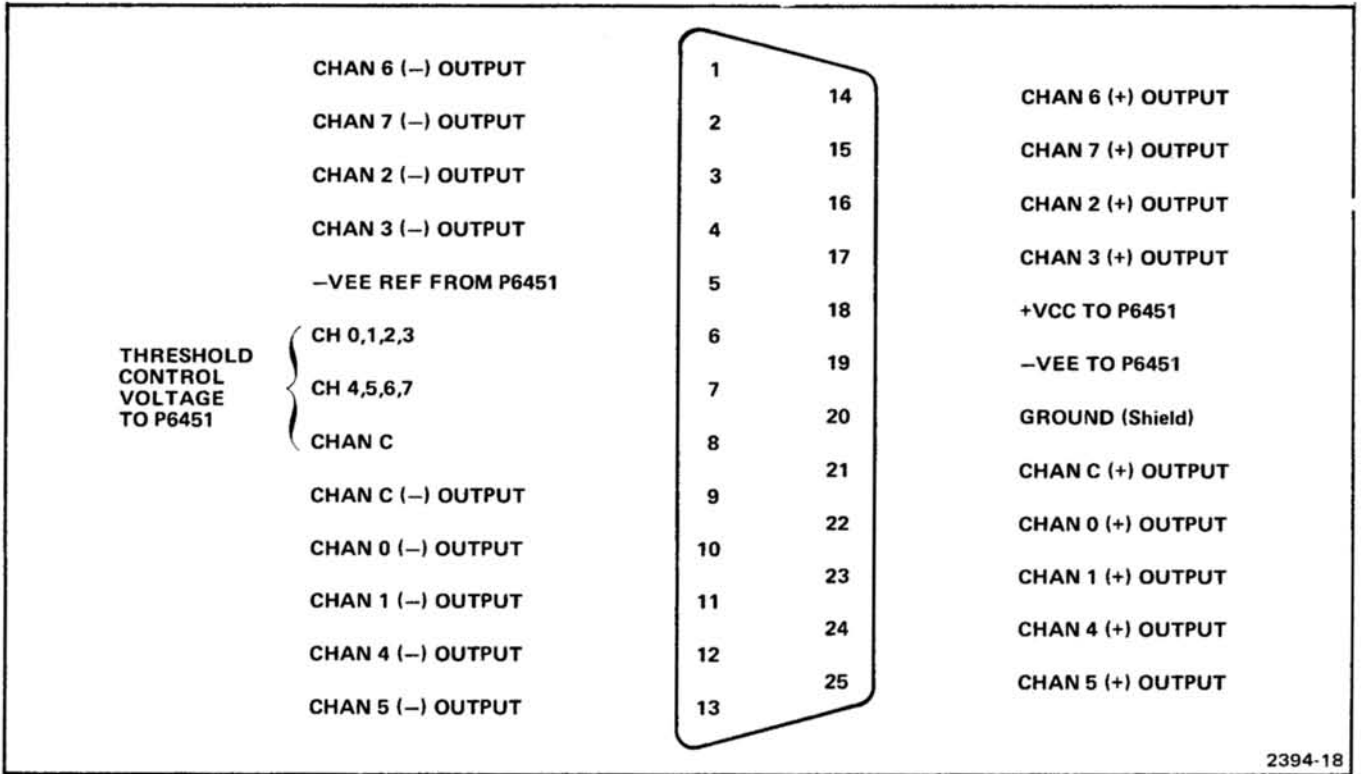 CHAN 6 (−) OUTPUT
1
14
CHAN 6 (+) OUTPUT
CHAN 7 (−) OUTPUT
2
15
CHAN 7 (+) OUTPUT
CHAN 2 (−) OUTPUT
3
16
CHAN 2 (+) OUTPUT
CHAN 3 (−) OUTPUT
4
17
CHAN 3 (+) OUTPUT
−VEE REF FROM P6451
5
18
+VCC TO P6451
THRESHOLD
CONTROL
VOLTAGE
TO P6451
CH 0,1,2,3
6
19
−VEE TO P6451
CH 4,5,6,7
7
20
GROUND (Shield)
CHAN C
8
21
CHAN C (+) OUTPUT
CHAN C (−) OUTPUT
9
22
CHAN 0 (+) OUTPUT
CHAN 0 (−) OUTPUT
10
23
CHAN 1 (+) OUTPUT
CHAN 1 (−) OUTPUT
11
24
CHAN 4 (+) OUTPUT
CHAN 4 (−) OUTPUT
12
25
CHAN 5 (+) OUTPUT
CHAN 5 (−) OUTPUT
13
2394-18